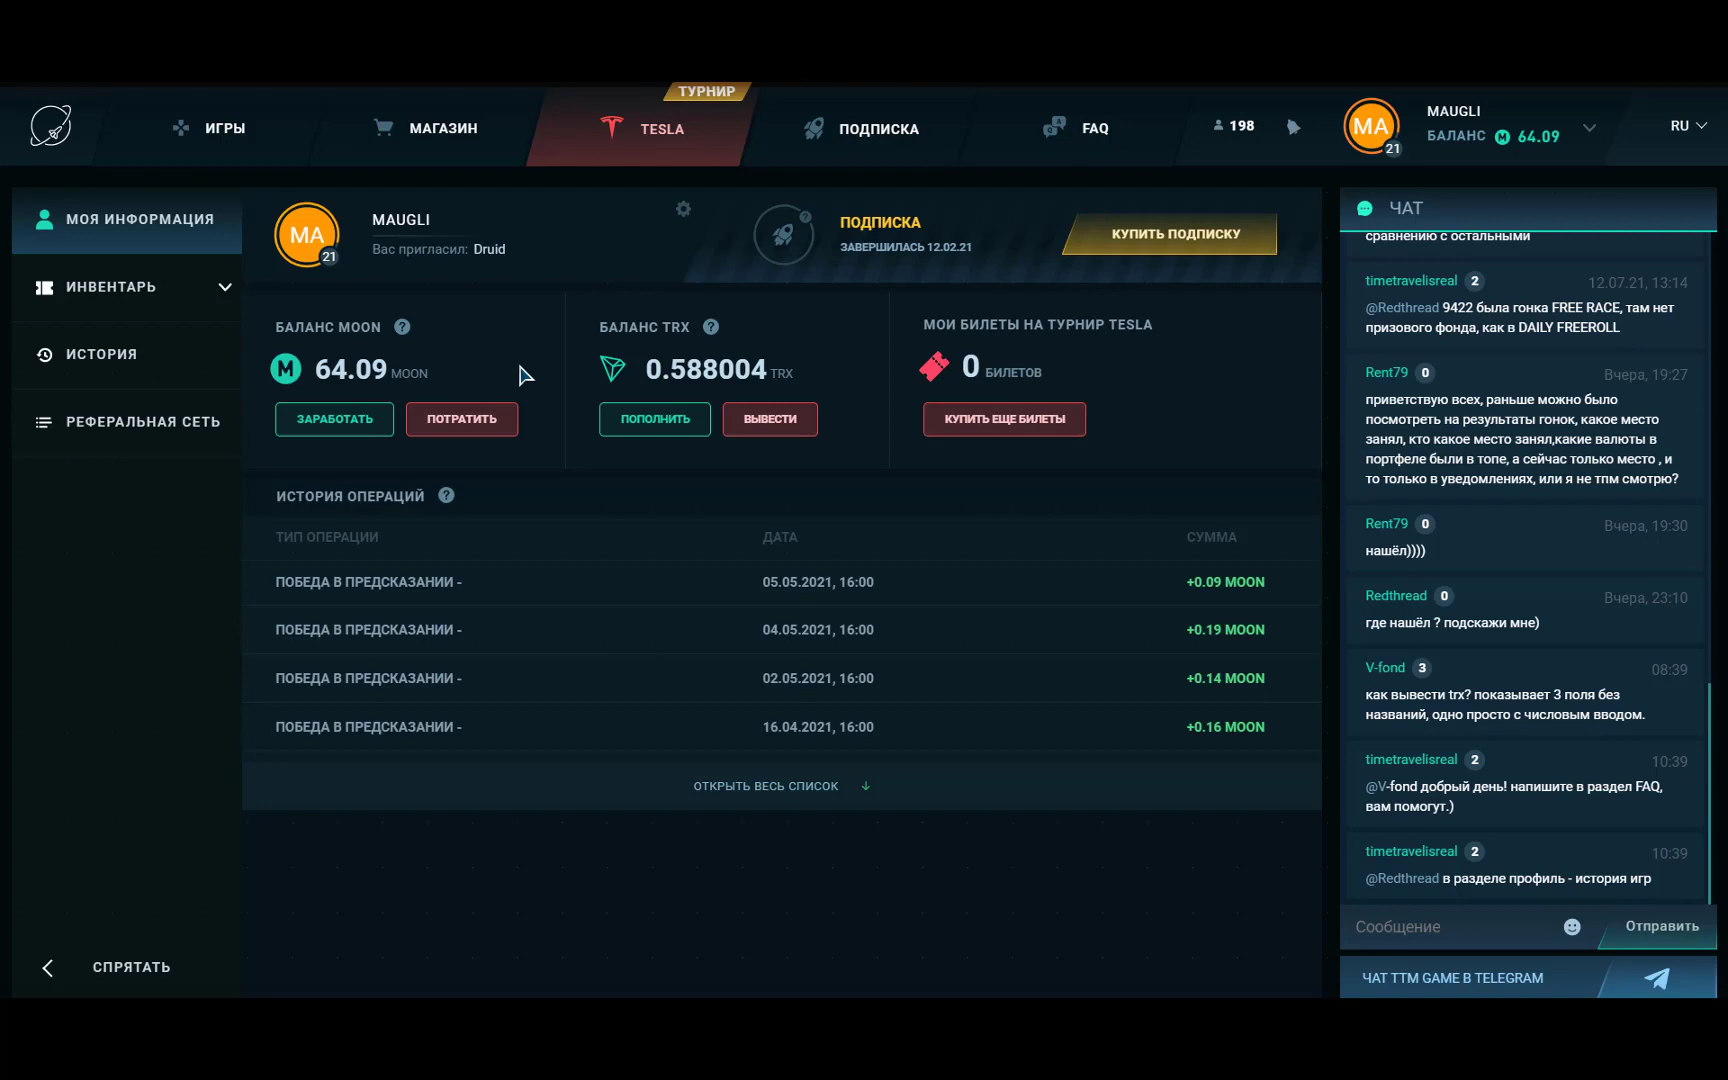 ТУРНИР
ИГРЫ
МАГАЗИН
TESLA
ПОДПИСКА
FAQ
198
MA
21
MAUGLI
БАЛАНС M 64.09
RU
МОЯ ИНФОРМАЦИЯ
ИНВЕНТАРЬ
ИСТОРИЯ
РЕФЕРАЛЬНАЯ СЕТЬ
СПРЯТАТЬ
MA
21
MAUGLI
Вас пригласил: Druid
?
ПОДПИСКА
ЗАВЕРШИЛАСЬ 12.02.21
КУПИТЬ ПОДПИСКУ
БАЛАНС MOON ?
M 64.09 MOON
ЗАРАБОТАТЬ
ПОТРАТИТЬ
БАЛАНС TRX ?
0.588004 TRX
ПОПОЛНИТЬ
ВЫВЕСТИ
МОИ БИЛЕТЫ НА ТУРНИР TESLA
0 БИЛЕТОВ
КУПИТЬ ЕЩЕ БИЛЕТЫ
ИСТОРИЯ ОПЕРАЦИЙ ?
ТИП ОПЕРАЦИИ ДАТА СУММА
ПОБЕДА В ПРЕДСКАЗАНИИ - 05.05.2021, 16:00 +0.09 MOON
ПОБЕДА В ПРЕДСКАЗАНИИ - 04.05.2021, 16:00 +0.19 MOON
ПОБЕДА В ПРЕДСКАЗАНИИ - 02.05.2021, 16:00 +0.14 MOON
ПОБЕДА В ПРЕДСКАЗАНИИ - 16.04.2021, 16:00 +0.16 MOON
ОТКРЫТЬ ВЕСЬ СПИСОК
ЧАТ
сравнению с остальными
timetravelisreal 2 12.07.21, 13:14
@Redthread 9422 была гонка FREE RACE, там нет
призового фонда, как в DAILY FREEROLL
Rent79 0 Вчера, 19:27
приветствую всех, раньше можно было
посмотреть на результаты гонок, какое место
занял, кто какое место занял,какие валюты в
портфеле были в топе, а сейчас только место , и
то только в уведомлениях, или я не тпм смотрю?
Rent79 0 Вчера, 19:30
нашёл))))
Redthread 0 Вчера, 23:10
где нашёл ? подскажи мне)
V-fond 3 08:39
как вывести trx? показывает 3 поля без
названий, одно просто с числовым вводом.
timetravelisreal 2 10:39
@V-fond добрый день! напишите в раздел FAQ,
вам помогут.)
timetravelisreal 2 10:39
@Redthread в разделе профиль - история игр
Сообщение
Отправить
ЧАТ TTM GAME В TELEGRAM